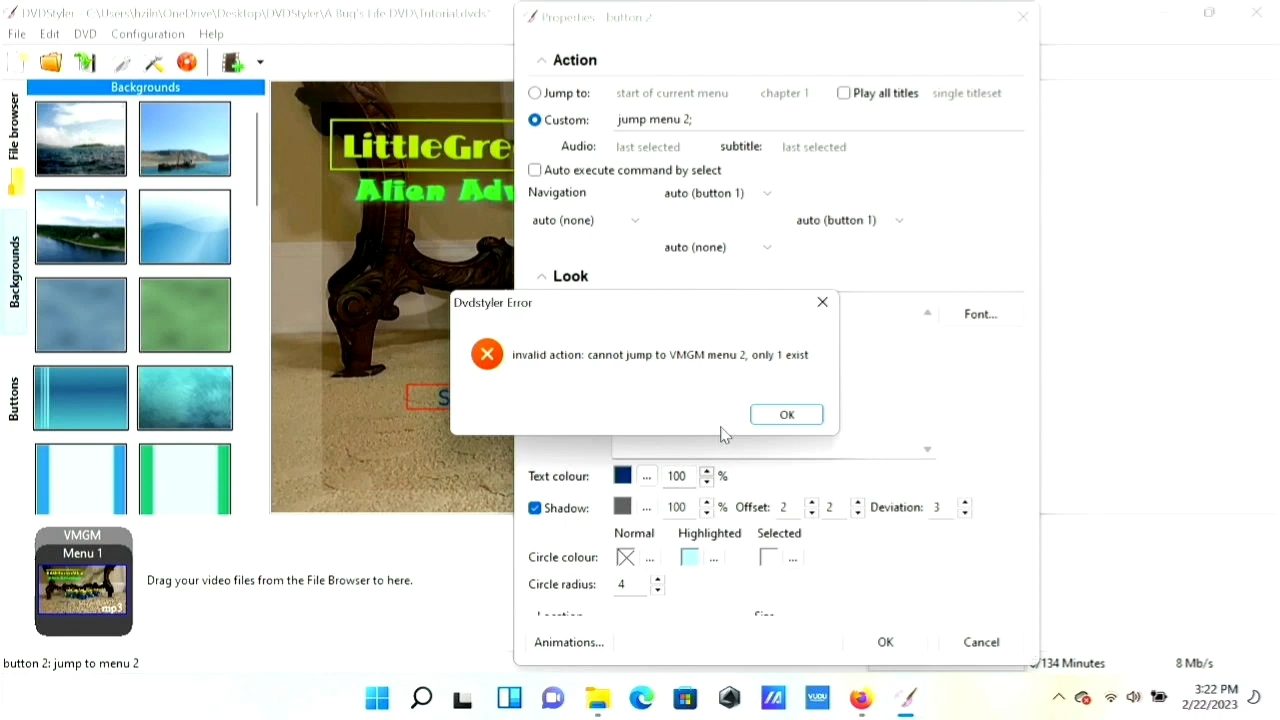 DVDStyler - C:\Users\hziln\OneDrive\Desktop\DVDStyler\A Bug's Life DVD\Tutorial.dvds*
File Edit DVD Configuration Help
Backgrounds
File browser
Backgrounds
Buttons
LittleGre
Alien Adv
S
Properties - button 2
Action
Jump to: start of current menu chapter 1 Play all titles single titleset
Custom: jump menu 2;
Audio: last selected subtitle: last selected
Auto execute command by select
Navigation auto (button 1)
auto (none) auto (button 1)
auto (none)
Look
Font...
Dvdstyler Error
invalid action: cannot jump to VMGM menu 2, only 1 exist
OK
Text colour: ... 100 %
Shadow: ... 100 % Offset: 2 2 Deviation: 3
Normal Highlighted Selected
Circle colour: ... ... ...
Circle radius: 4
Location Size
Animations... OK Cancel
VMGM
Menu 1
mp3
Drag your video files from the File Browser to here.
button 2: jump to menu 2
/134 Minutes 8 Mb/s
VUDU
3:22 PM
2/22/2023